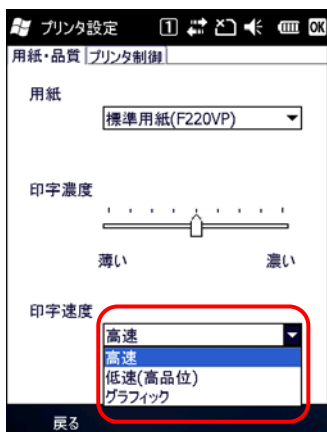 プリンタ設定 1 OK
用紙・品質 プリンタ制御
用紙
標準用紙(F220VP)
印字濃度
薄い 濃い
印字速度
高速
高速
低速(高品位)
グラフィック
戻る